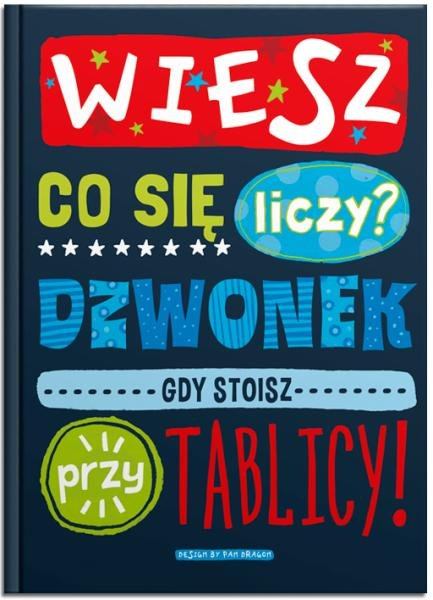 WIESZ
CO SIĘ liczy?
DZWONEK
GDY STOISZ
przy TABLICY!
DESIGN BY PAN DRAGON